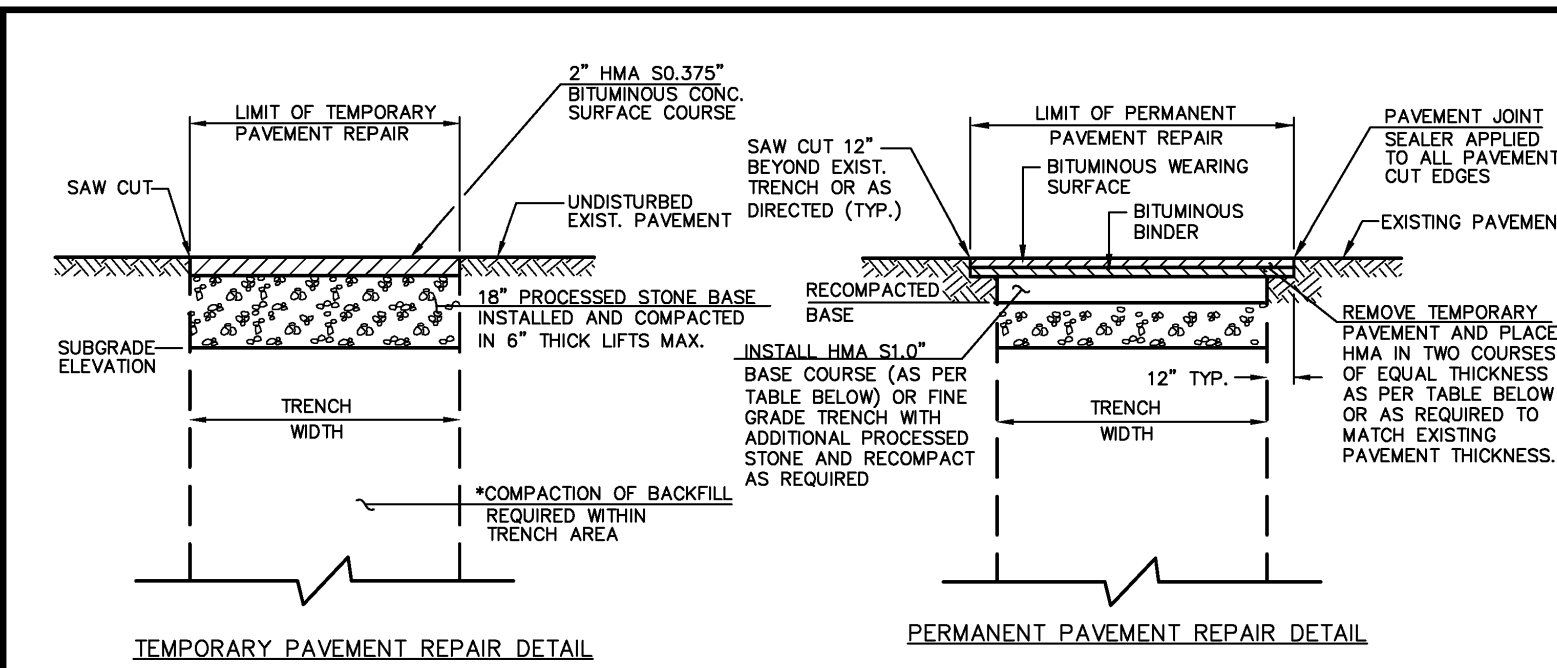 2" HMA S0.375"
BITUMINOUS CONC.
SURFACE COURSE
LIMIT OF TEMPORARY
PAVEMENT REPAIR
SAW CUT
UNDISTURBED
EXIST. PAVEMENT
18" PROCESSED STONE BASE
INSTALLED AND COMPACTED
IN 6" THICK LIFTS MAX.
SUBGRADE
ELEVATION
TRENCH
WIDTH
*COMPACTION OF BACKFILL
REQUIRED WITHIN
TRENCH AREA
TEMPORARY PAVEMENT REPAIR DETAIL
LIMIT OF PERMANENT
PAVEMENT REPAIR
SAW CUT 12"
BEYOND EXIST.
TRENCH OR AS
DIRECTED (TYP.)
BITUMINOUS WEARING
SURFACE
BITUMINOUS
BINDER
PAVEMENT JOINT
SEALER APPLIED
TO ALL PAVEMENT
CUT EDGES
EXISTING PAVEMEN
RECOMPACTED
BASE
INSTALL HMA S1.0"
BASE COURSE (AS PER
TABLE BELOW) OR FINE
GRADE TRENCH WITH
ADDITIONAL PROCESSED
STONE AND RECOMPACT
AS REQUIRED
12" TYP.
TRENCH
WIDTH
REMOVE TEMPORARY
PAVEMENT AND PLACE
HMA IN TWO COURSES
OF EQUAL THICKNESS
AS PER TABLE BELOW
OR AS REQUIRED TO
MATCH EXISTING
PAVEMENT THICKNESS.
PERMANENT PAVEMENT REPAIR DETAIL